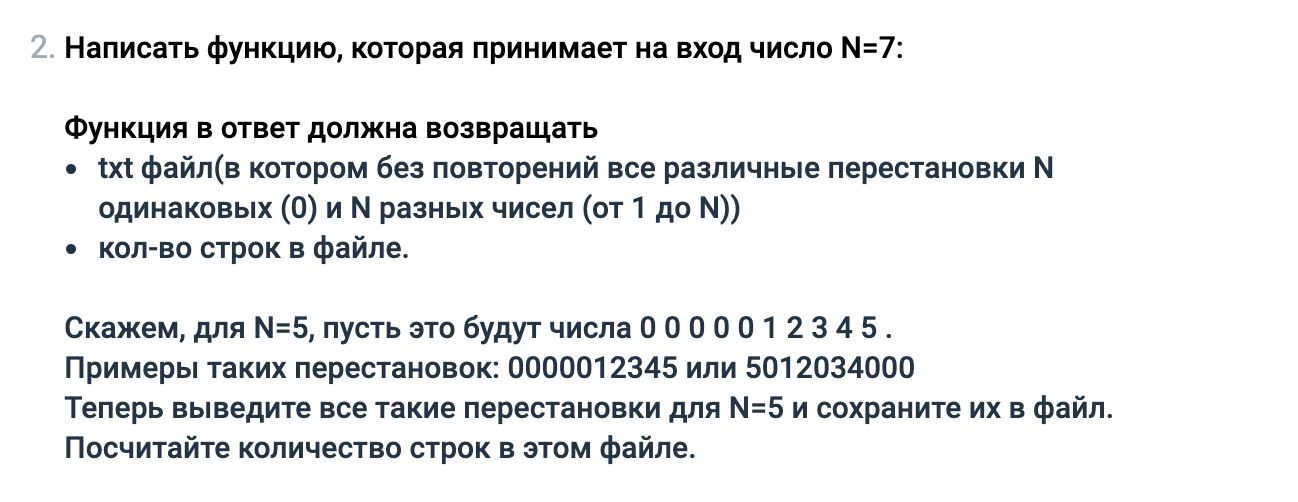 2. Написать функцию, которая принимает на вход число N=7:
Функция в ответ должна возвращать
• txt файл(в котором без повторений все различные перестановки N
одинаковых (0) и N разных чисел (от 1 до N))
• кол-во строк в файле.
Скажем, для N=5, пусть это будут числа 0 0 0 0 0 1 2 3 4 5 .
Примеры таких перестановок: 0000012345 или 5012034000
Теперь выведите все такие перестановки для N=5 и сохраните их в файл.
Посчитайте количество строк в этом файле.